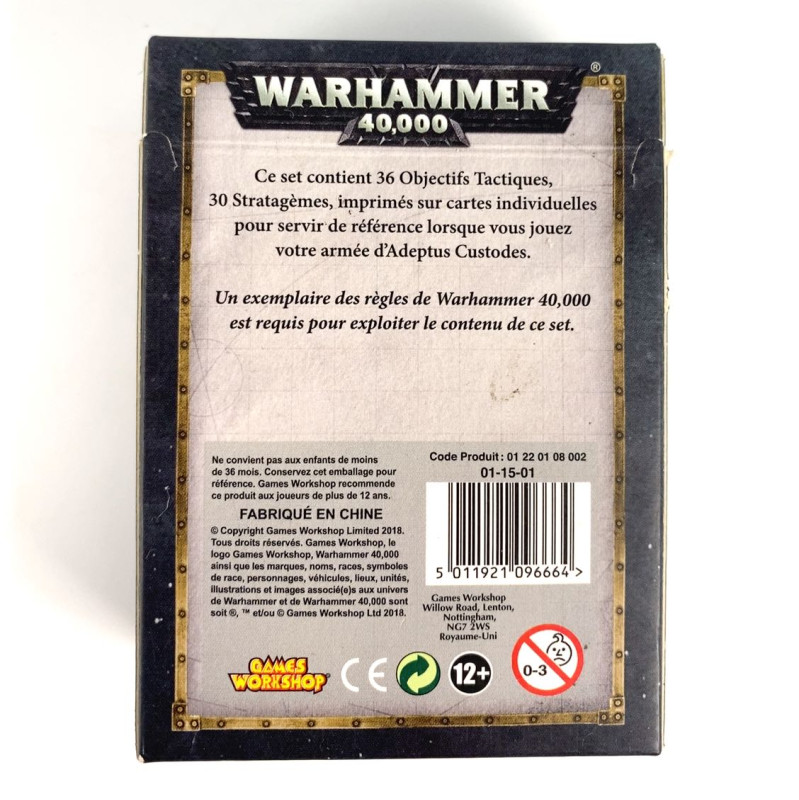 WARHAMMER®
40,000
Ce set contient 36 Objectifs Tactiques,
30 Stratagèmes, imprimés sur cartes individuelles
pour servir de référence lorsque vous jouez
votre armée d'Adeptus Custodes.
Un exemplaire des règles de Warhammer 40,000
est requis pour exploiter le contenu de ce set.
Ne convient pas aux enfants de moins
de 36 mois. Conservez cet emballage pour
référence. Games Workshop recommende
ce produit aux joueurs de plus de 12 ans.
FABRIQUÉ EN CHINE
© Copyright Games Workshop Limited 2018.
Tous droits réservés. Games Workshop, le
logo Games Workshop, Warhammer 40,000
ainsi que les marques, noms, races, symboles
de race, personnages, véhicules, lieux, unités,
illustrations et images associé(e)s aux univers
de Warhammer et de Warhammer 40,000 sont
soit ®, ™ et/ou © Games Workshop Ltd 2018.
Code Produit : 01 22 01 08 002
01-15-01
5 011921 096664 >
Games Workshop
Willow Road, Lenton,
Nottingham,
NG7 2WS
Royaume-Uni
GAMES
WORKSHOP®
CE
12+
0-3